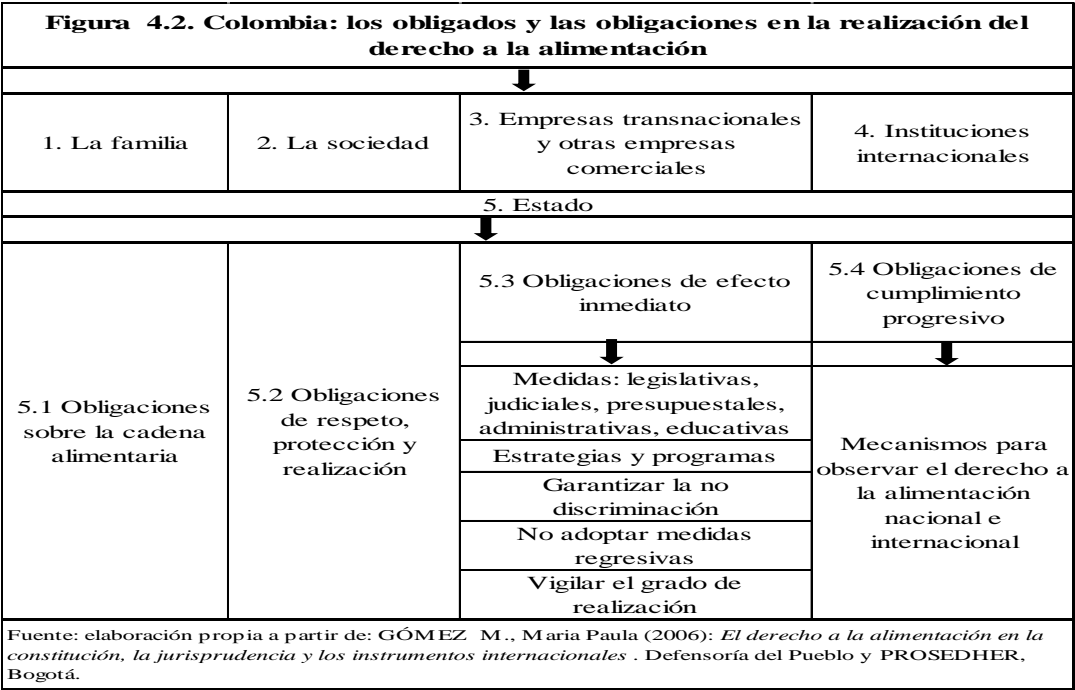 Figura 4.2. Colombia: los obligados y las obligaciones en la realización del
derecho a la alimentación
1. La familia
2. La sociedad
3. Empresas transnacionales
y otras empresas
comerciales
4. Instituciones
internacionales
5. Estado
5.1 Obligaciones
sobre la cadena
alimentaria
5.2 Obligaciones
de respeto,
protección y
realización
5.3 Obligaciones de efecto
inmediato
Medidas: legislativas,
judiciales, presupuestales,
administrativas, educativas
Estrategias y programas
Garantizar la no
discriminación
No adoptar medidas
regresivas
Vigilar el grado de
realización
5.4 Obligaciones de
cumplimiento
progresivo
Mecanismos para
observar el derecho a
la alimentación
nacional e
internacional
Fuente: elaboración propia a partir de: GÓMEZ M., Maria Paula (2006): El derecho a la alimentación en la
constitución, la jurisprudencia y los instrumentos internacionales . Defensoría del Pueblo y PROSEDHER,
Bogotá.